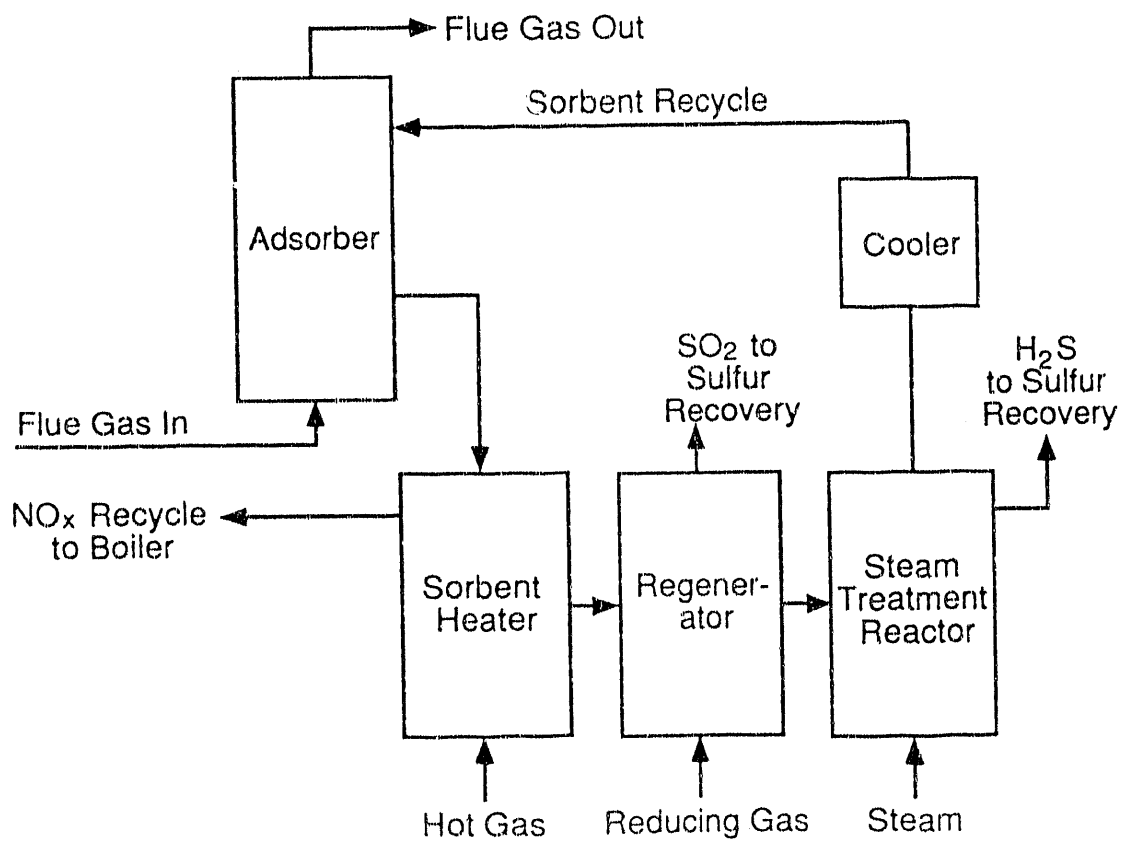 Flue Gas Out
Sorbent Recycle
Adsorber
Cooler
SO₂ to
Sulfur
Recovery
H₂S
to Sulfur
Recovery
Flue Gas In
NOₓ Recycle
to Boiler
Sorbent
Heater
Regener-
ator
Steam
Treatment
Reactor
Hot Gas
Reducing Gas
Steam